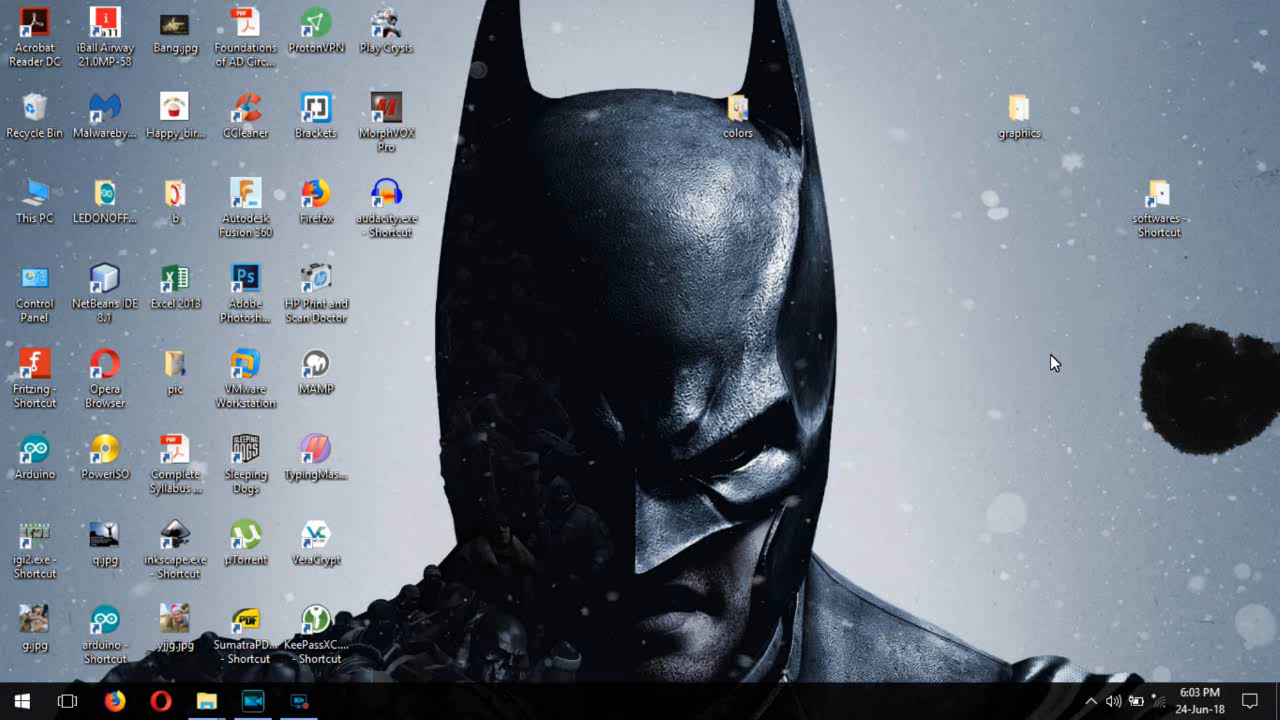 Acrobat
Reader DC
iBall Airway
21.0MP-58
Bang.jpg
Foundations
of AD Circ...
ProtonVPN
Play Crysis
Recycle Bin
Malwareby...
Happy_bir...
CCleaner
Brackets
MorphVOX
Pro
colors
graphics
This PC
LEDONOFF...
b
Autodesk
Fusion 360
Firefox
audacity.exe
- Shortcut
softwares -
Shortcut
Control
Panel
NetBeans IDE
8.1
Excel 2013
Adobe
Photosh...
HP Print and
Scan Doctor
Fritzing -
Shortcut
Opera
Browser
pic
VMware
Workstation
MAMP
Arduino
PowerISO
Complete
Syllabus ...
Sleeping
Dogs
TypingMas...
igi2.exe -
Shortcut
q.jpg
inkscape.exe
- Shortcut
µTorrent
VeraCrypt
g.jpg
arduino -
Shortcut
yjjg.jpg
SumatraPD...
- Shortcut
KeePassXC....
- Shortcut
6:03 PM
24-Jun-18